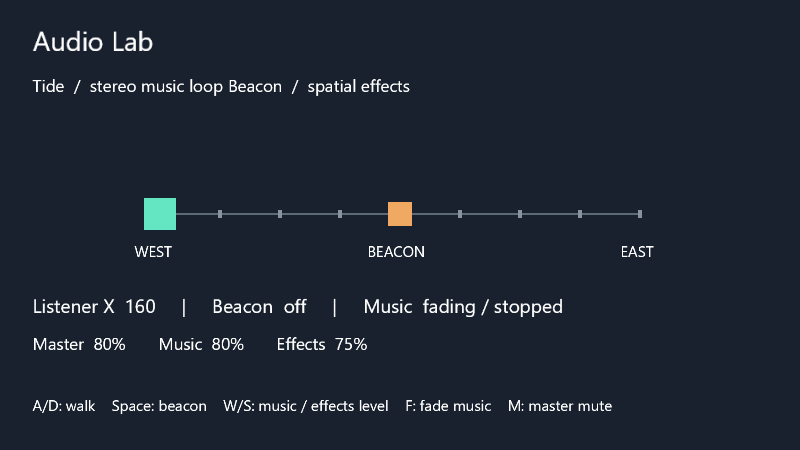 Audio Lab
Tide / stereo music loop Beacon / spatial effects
WEST BEACON EAST
Listener X 160 | Beacon off | Music fading / stopped
Master 80% Music 80% Effects 75%
A/D: walk Space: beacon W/S: music / effects level F: fade music M: master mute